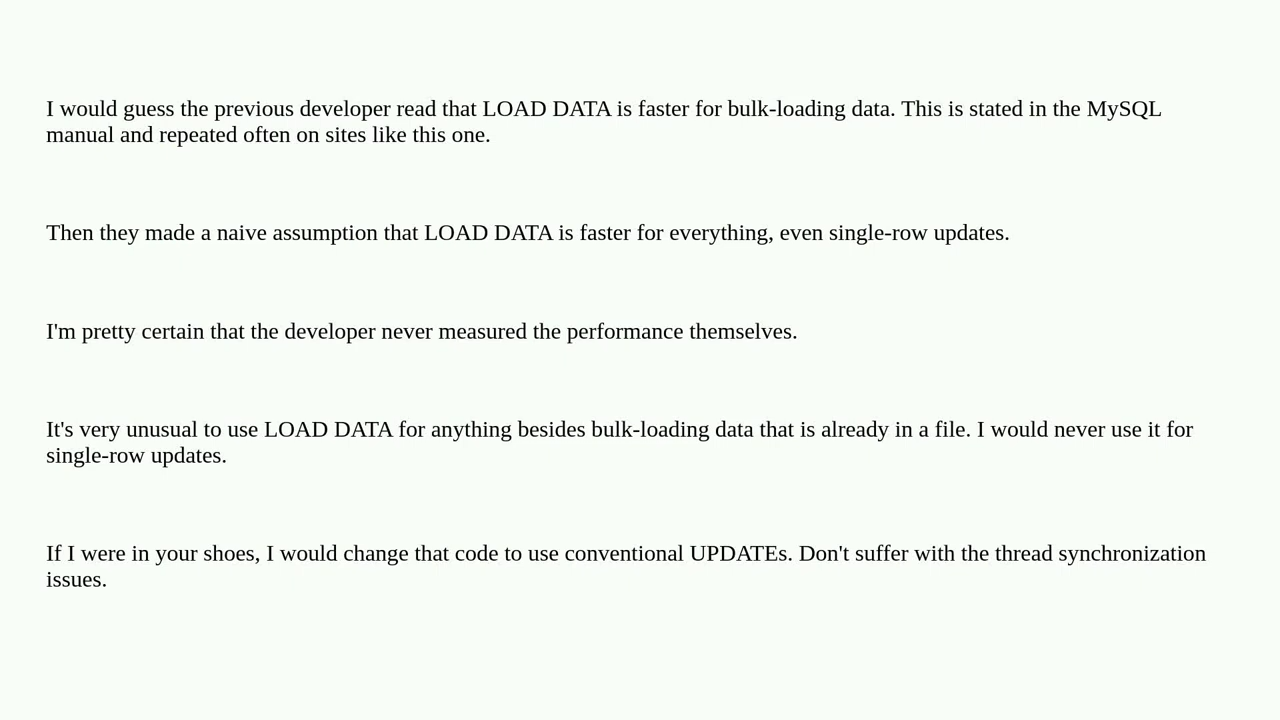 I would guess the previous developer read that LOAD DATA is faster for bulk-loading data. This is stated in the MySQL
manual and repeated often on sites like this one.
Then they made a naive assumption that LOAD DATA is faster for everything, even single-row updates.
I'm pretty certain that the developer never measured the performance themselves.
It's very unusual to use LOAD DATA for anything besides bulk-loading data that is already in a file. I would never use it for
single-row updates.
If I were in your shoes, I would change that code to use conventional UPDATEs. Don't suffer with the thread synchronization
issues.